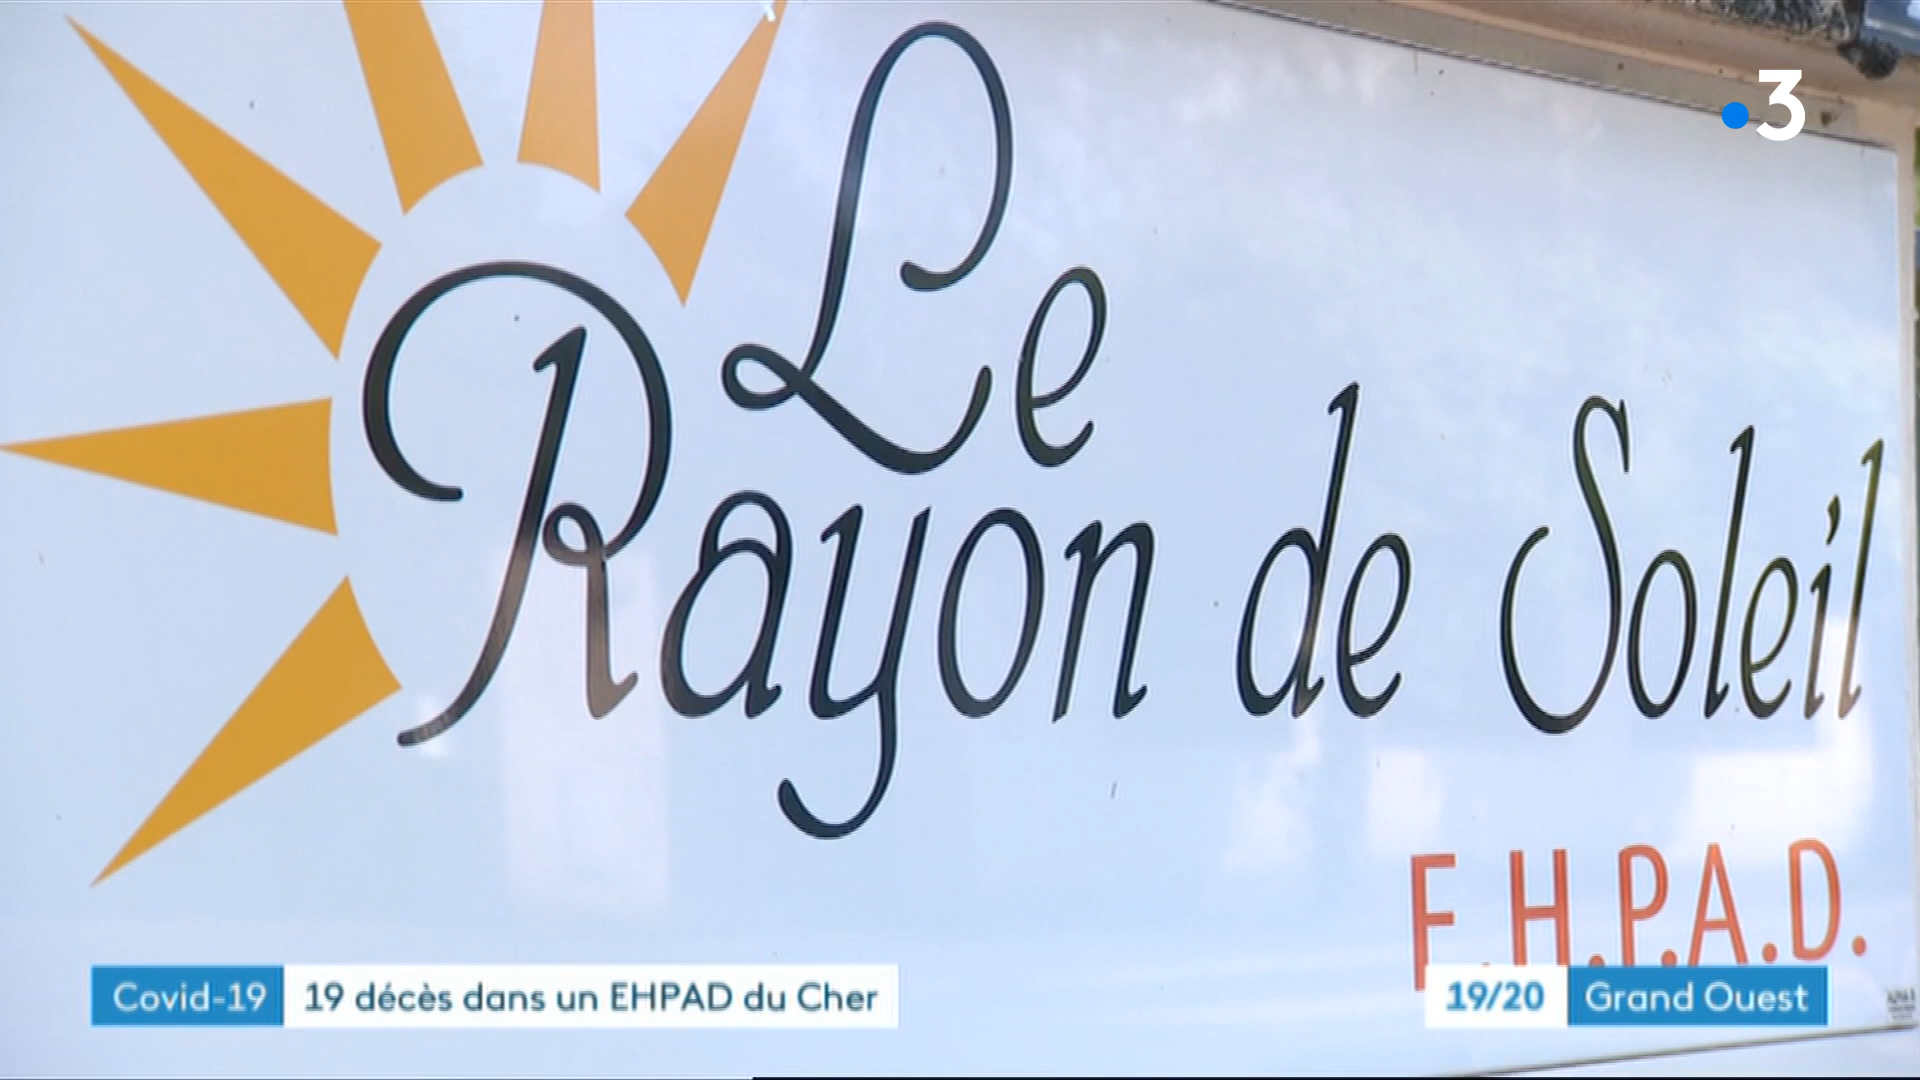 3
Le
Rayon de Soleil
E.H.P.A.D.
Covid-19 19 décès dans un EHPAD du Cher
19/20 Grand Ouest